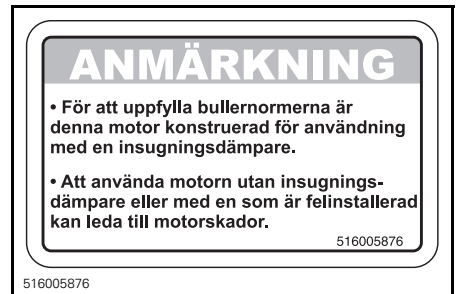 ANMÄRKNING
• För att uppfylla bullernormerna är
denna motor konstruerad för användning
med en insugningsdämpare.
• Att använda motorn utan insugnings-
dämpare eller med en som är felinstallerad
kan leda till motorskador.
516005876
516005876